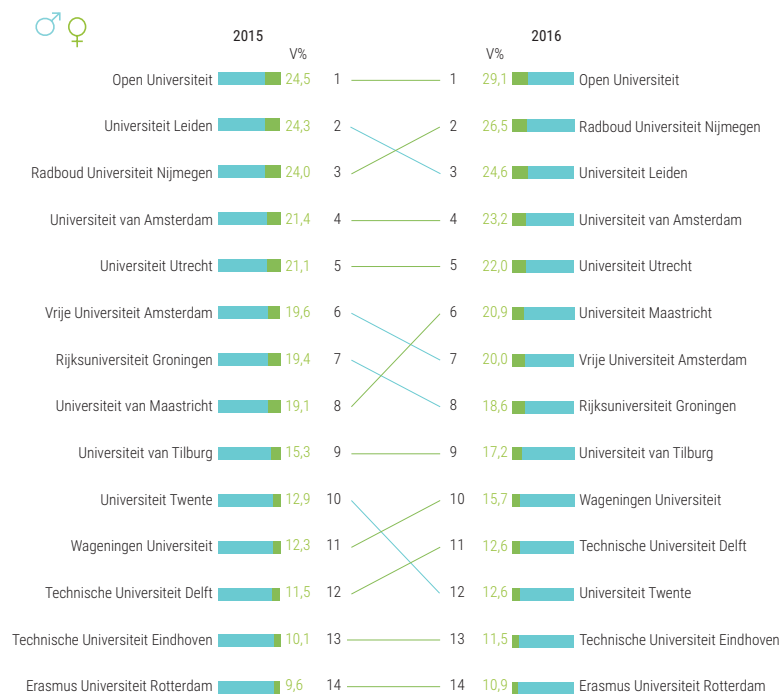 2015 2016
V% V%
Open Universiteit 24,5 1 1 29,1 Open Universiteit
Universiteit Leiden 24,3 2 2 26,5 Radboud Universiteit Nijmegen
Radboud Universiteit Nijmegen 24,0 3 3 24,6 Universiteit Leiden
Universiteit van Amsterdam 21,4 4 4 23,2 Universiteit van Amsterdam
Universiteit Utrecht 21,1 5 5 22,0 Universiteit Utrecht
Vrije Universiteit Amsterdam 19,6 6 6 20,9 Universiteit Maastricht
Rijksuniversiteit Groningen 19,4 7 7 20,0 Vrije Universiteit Amsterdam
Universiteit van Maastricht 19,1 8 8 18,6 Rijksuniversiteit Groningen
Universiteit van Tilburg 15,3 9 9 17,2 Universiteit van Tilburg
Universiteit Twente 12,9 10 10 15,7 Wageningen Universiteit
Wageningen Universiteit 12,3 11 11 12,6 Technische Universiteit Delft
Technische Universiteit Delft 11,5 12 12 12,6 Universiteit Twente
Technische Universiteit Eindhoven 10,1 13 13 11,5 Technische Universiteit Eindhoven
Erasmus Universiteit Rotterdam 9,6 14 14 10,9 Erasmus Universiteit Rotterdam